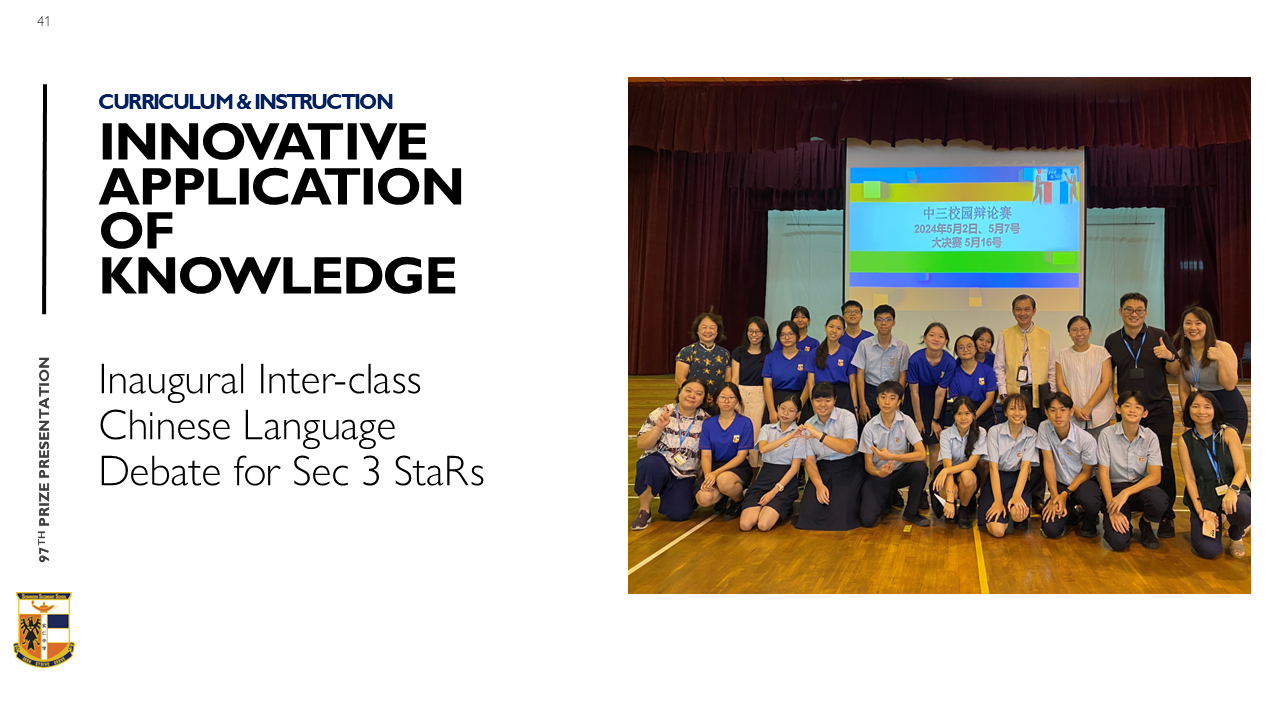 41
CURRICULUM & INSTRUCTION
INNOVATIVE
APPLICATION
OF
KNOWLEDGE
Inaugural Inter-class
Chinese Language
Debate for Sec 3 StaRs
97TH PRIZE PRESENTATION
中三校园辩论赛
2024年5月2日、5月7号
大决赛 5月16号